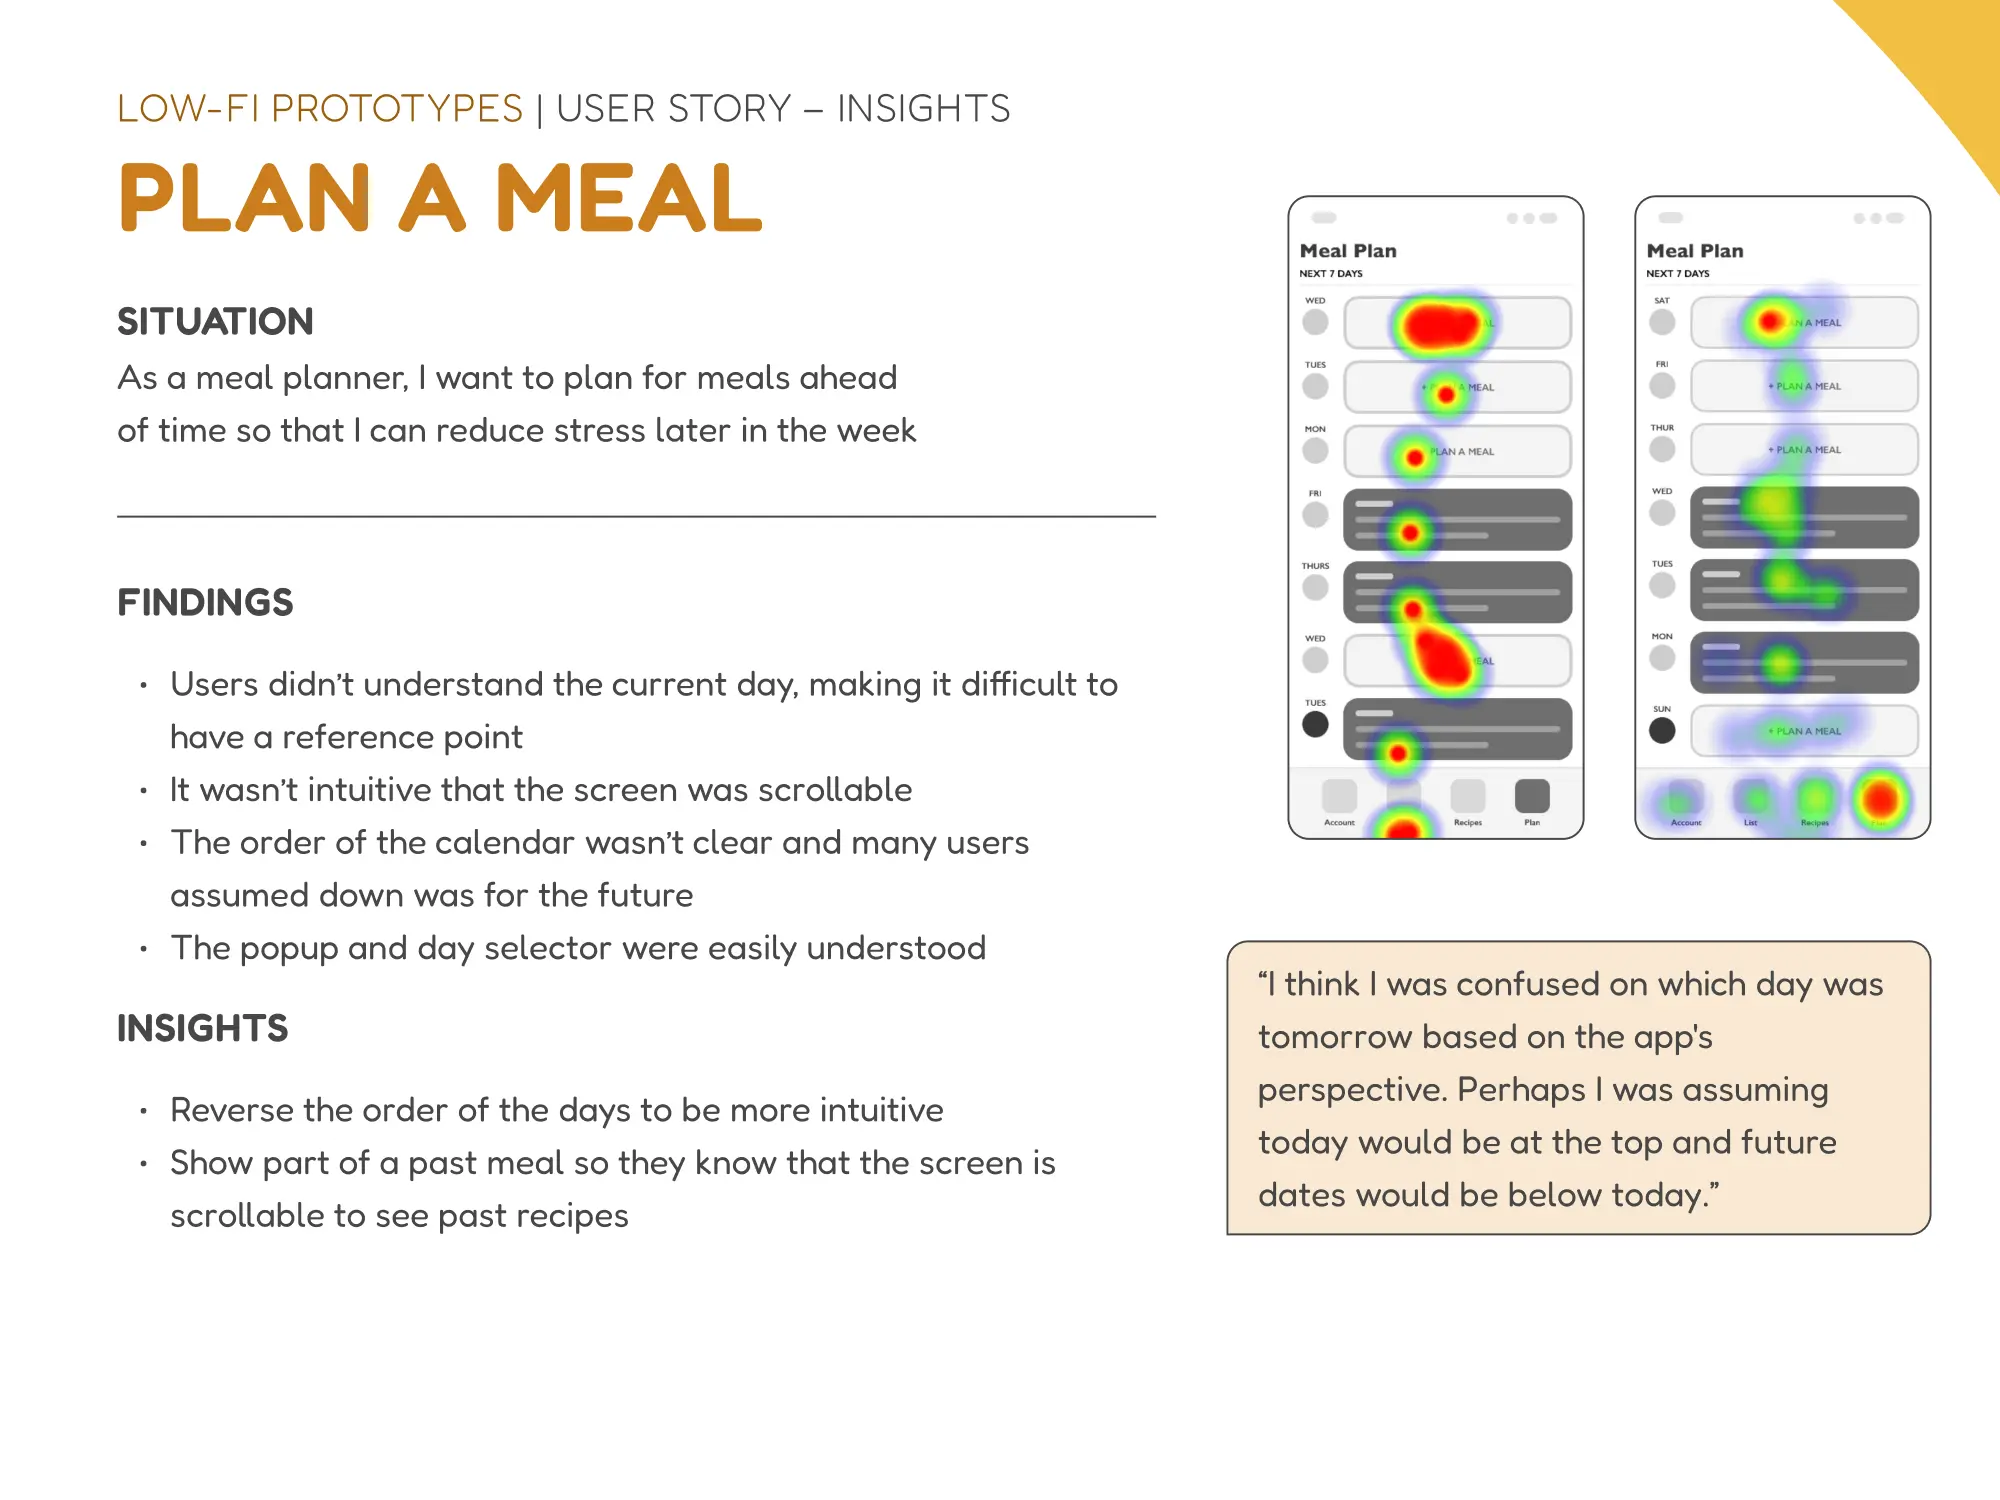 LOW-FI PROTOTYPES | USER STORY – INSIGHTS
PLAN A MEAL
SITUATION
As a meal planner, I want to plan for meals ahead
of time so that I can reduce stress later in the week
FINDINGS
• Users didn’t understand the current day, making it difficult to
have a reference point
• It wasn’t intuitive that the screen was scrollable
• The order of the calendar wasn’t clear and many users
assumed down was for the future
• The popup and day selector were easily understood
INSIGHTS
• Reverse the order of the days to be more intuitive
• Show part of a past meal so they know that the screen is
scrollable to see past recipes
Meal Plan
NEXT 7 DAYS
WED
TUES
A MEAL
MON
PLAN A MEAL
FRI
THURS
WED
TUES
Account
Recipes
Plan
Meal Plan
NEXT 7 DAYS
SAT
A MEAL
FRI
+ PLAN A MEAL
THUR
+ PLAN A MEAL
WED
TUES
MON
SUN
+ PLAN A MEAL
Account
List
Recipes
“I think I was confused on which day was
tomorrow based on the app's
perspective. Perhaps I was assuming
today would be at the top and future
dates would be below today.”